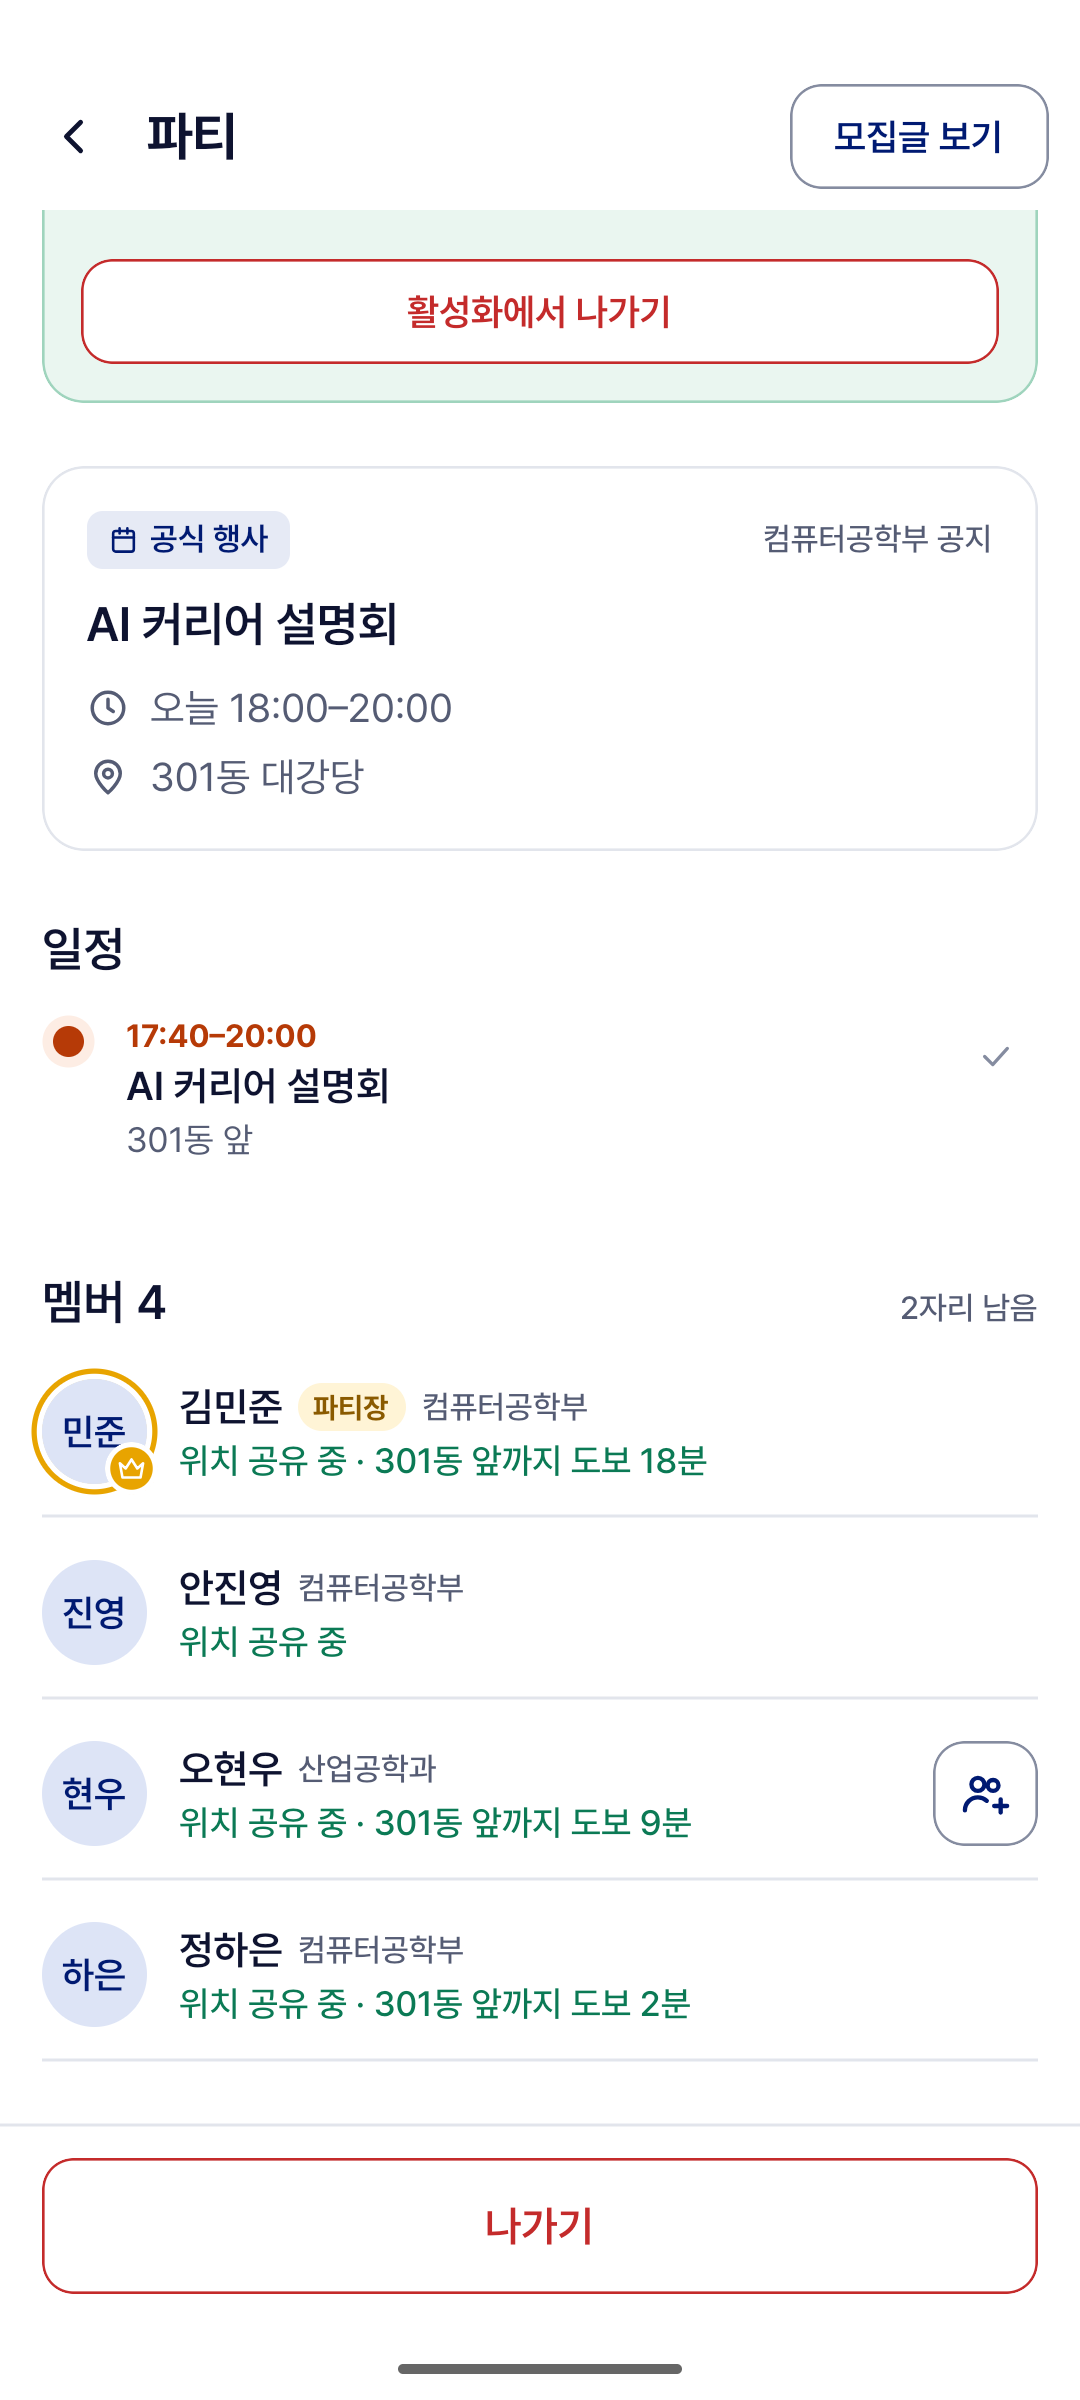 파티
모집글 보기
활성화에서 나가기
공식 행사
컴퓨터공학부 공지
AI 커리어 설명회
오늘 18:00–20:00
301동 대강당
일정
17:40–20:00
AI 커리어 설명회
301동 앞
멤버 4
2자리 남음
민준
김민준 파티장 컴퓨터공학부
위치 공유 중 · 301동 앞까지 도보 18분
진영
안진영 컴퓨터공학부
위치 공유 중
현우
오현우 산업공학과
위치 공유 중 · 301동 앞까지 도보 9분
하은
정하은 컴퓨터공학부
위치 공유 중 · 301동 앞까지 도보 2분
나가기